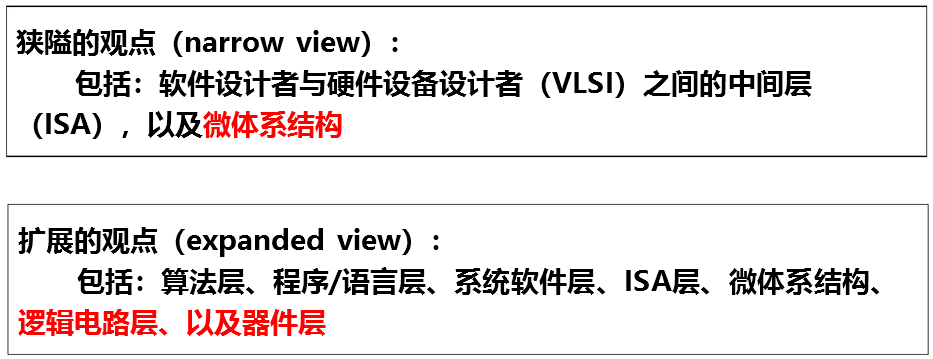 狭隘的观点（narrow view）:
包括：软件设计者与硬件设备设计者（VLSI）之间的中间层
（ISA），以及微体系结构
扩展的观点（expanded view）:
包括：算法层、程序/语言层、系统软件层、ISA层、微体系结构、
逻辑电路层、以及器件层